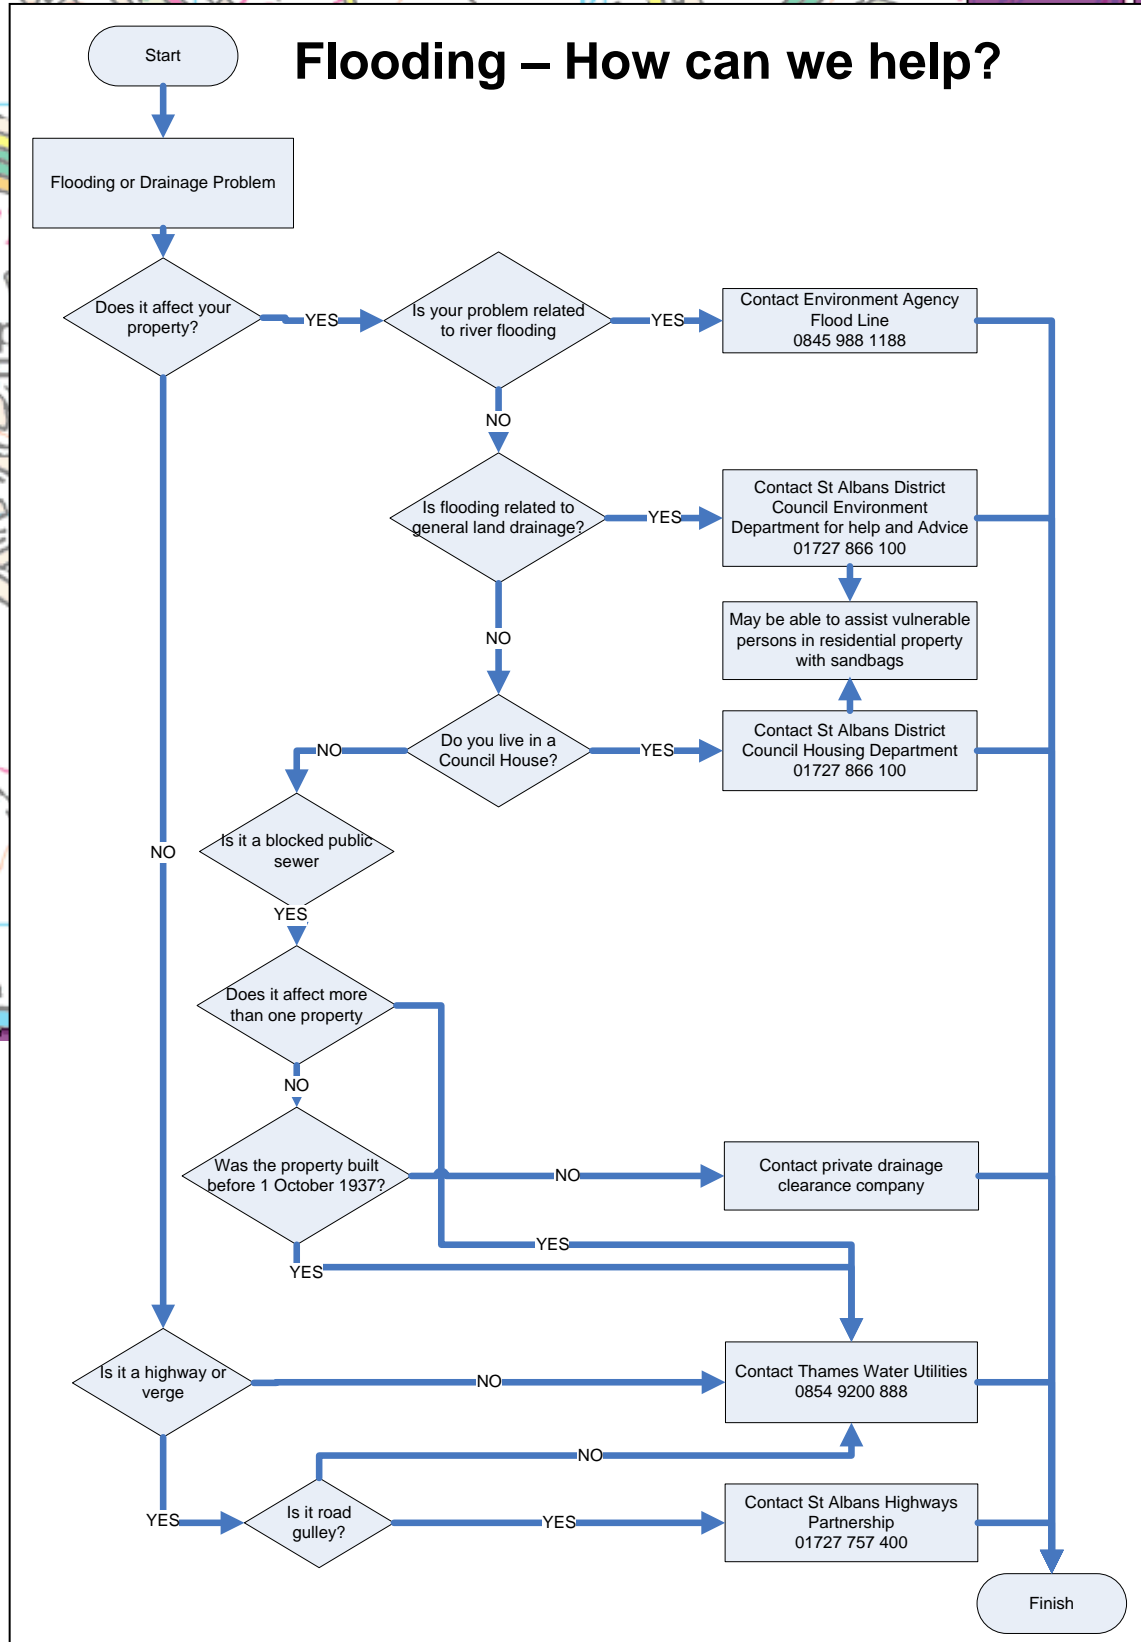 Start
Flooding – How can we help?
Flooding or Drainage Problem
Does it affect your
property?
YES
Is your problem related
to river flooding
YES
Contact Environment Agency
Flood Line
0845 988 1188
NO
Is flooding related to
general land drainage?
YES
Contact St Albans District
Council Environment
Department for help and Advice
01727 866 100
NO
May be able to assist vulnerable
persons in residential property
with sandbags
Do you live in a
Council House?
NO
YES
Contact St Albans District
Council Housing Department
01727 866 100
Is it a blocked public
sewer
NO
YES
Does it affect more
than one property
NO
Was the property built
before 1 October 1937?
NO
Contact private drainage
clearance company
YES
YES
Is it a highway or
verge
NO
Contact Thames Water Utilities
0854 9200 888
NO
YES
Is it road
gulley?
YES
Contact St Albans Highways
Partnership
01727 757 400
Finish